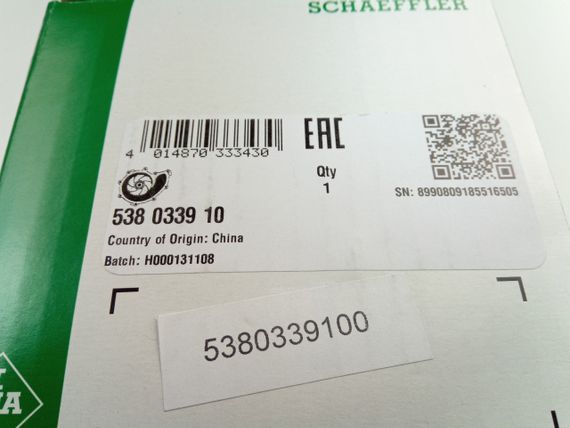 SCHAEFFLER
4 014870 333430
EAC
Qty
1
SN: 8990809185516505
538 0339 10
Country of Origin: China
Batch: H000131108
5380339100